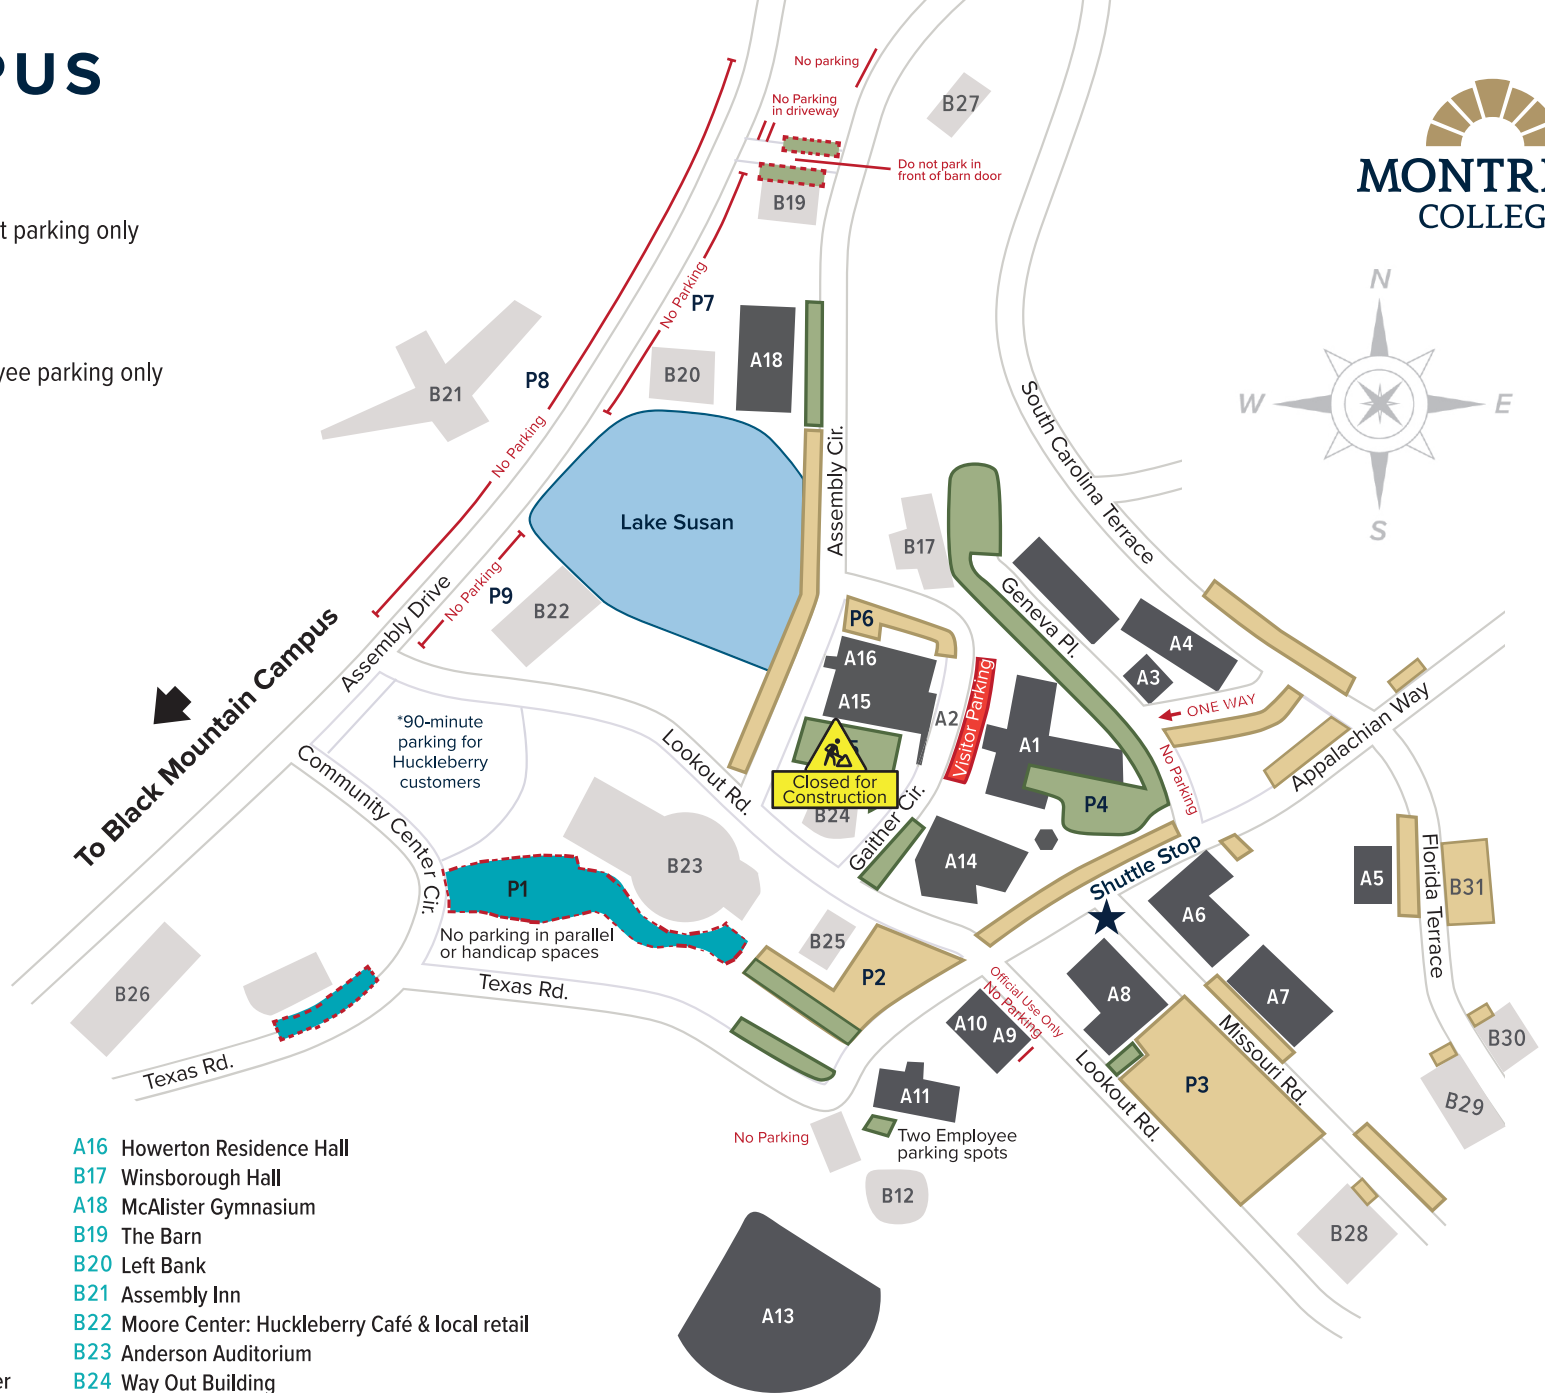 PUS
t parking only
yee parking only
MONTRE
COLLEG
N
W
E
S
No parking
No Parking
in driveway
B27
Do not park in
front of barn door
B19
No Parking
P7
A18
B20
P8
B21
No Parking
Assembly Cir.
South Carolina Terrace
Lake Susan
B17
Geneva Pl.
No Parking
P9
B22
Assembly Drive
To Black Mountain Campus
P6
A16
A15
A2
Visitor Parking
A4
A3
ONE WAY
No Parking
A1
P4
5
Closed for
Construction
B24
Gaither Cir.
A14
*90-minute
parking for
Huckleberry
customers
Lookout Rd.
Community Center Cir.
B23
P1
No parking in parallel
or handicap spaces
Texas Rd.
B26
Texas Rd.
B25
P2
Appalachian Way
Shuttle Stop
A5
Florida Terrace
B31
A6
A7
A8
Official Use Only
No Parking
A10
A9
Missouri Rd.
P3
Lookout Rd.
B30
B29
A11
Two Employee
parking spots
No Parking
B12
B28
A13
A16 Howerton Residence Hall
B17 Winsborough Hall
A18 McAlister Gymnasium
B19 The Barn
B20 Left Bank
B21 Assembly Inn
B22 Moore Center: Huckleberry Café & local retail
B23 Anderson Auditorium
er
B24 Way Out Building